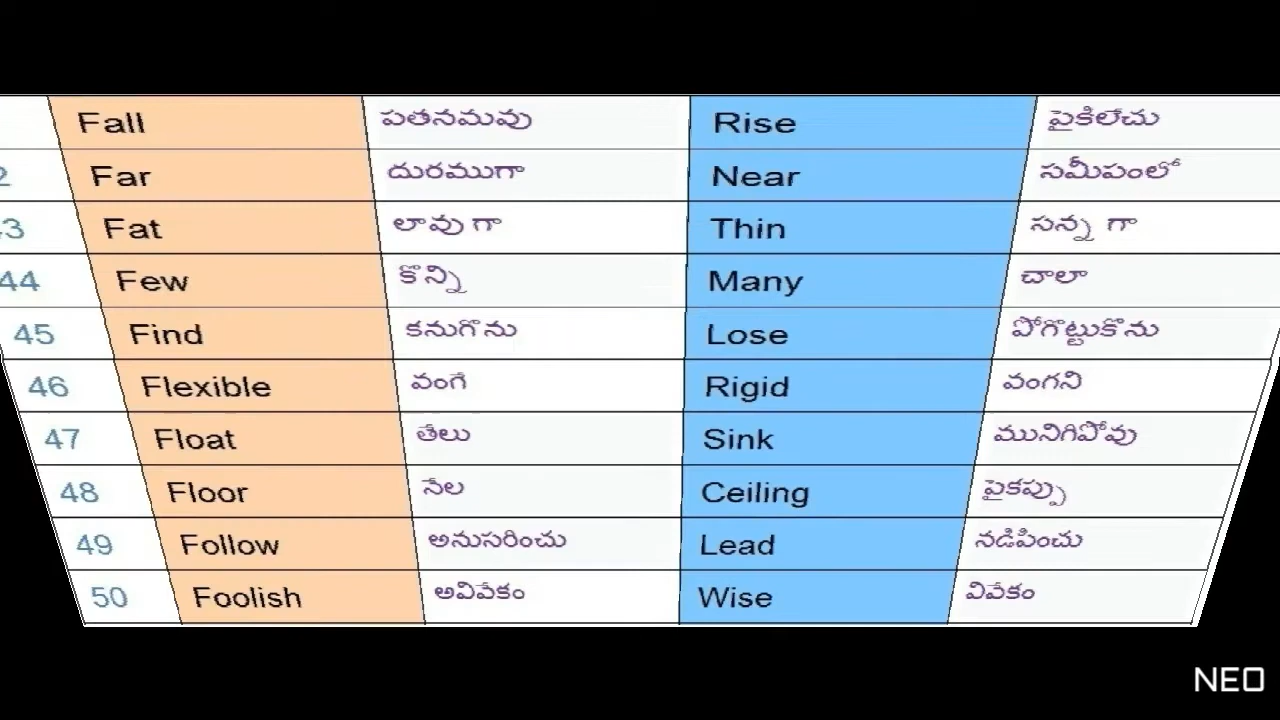 Fall పతనమవు Rise పైకిలేచు
2 Far దురముగా Near సమీపంలో
43 Fat లావు గా Thin సన్న గా
44 Few కొన్ని Many చాలా
45 Find కనుగొను Lose పోగొట్టుకొను
46 Flexible వంగే Rigid వంగని
47 Float తేలు Sink మునిగిపోవు
48 Floor నేల Ceiling పైకప్పు
49 Follow అనుసరించు Lead నడిపించు
50 Foolish అవివేకం Wise వివేకం
NEO